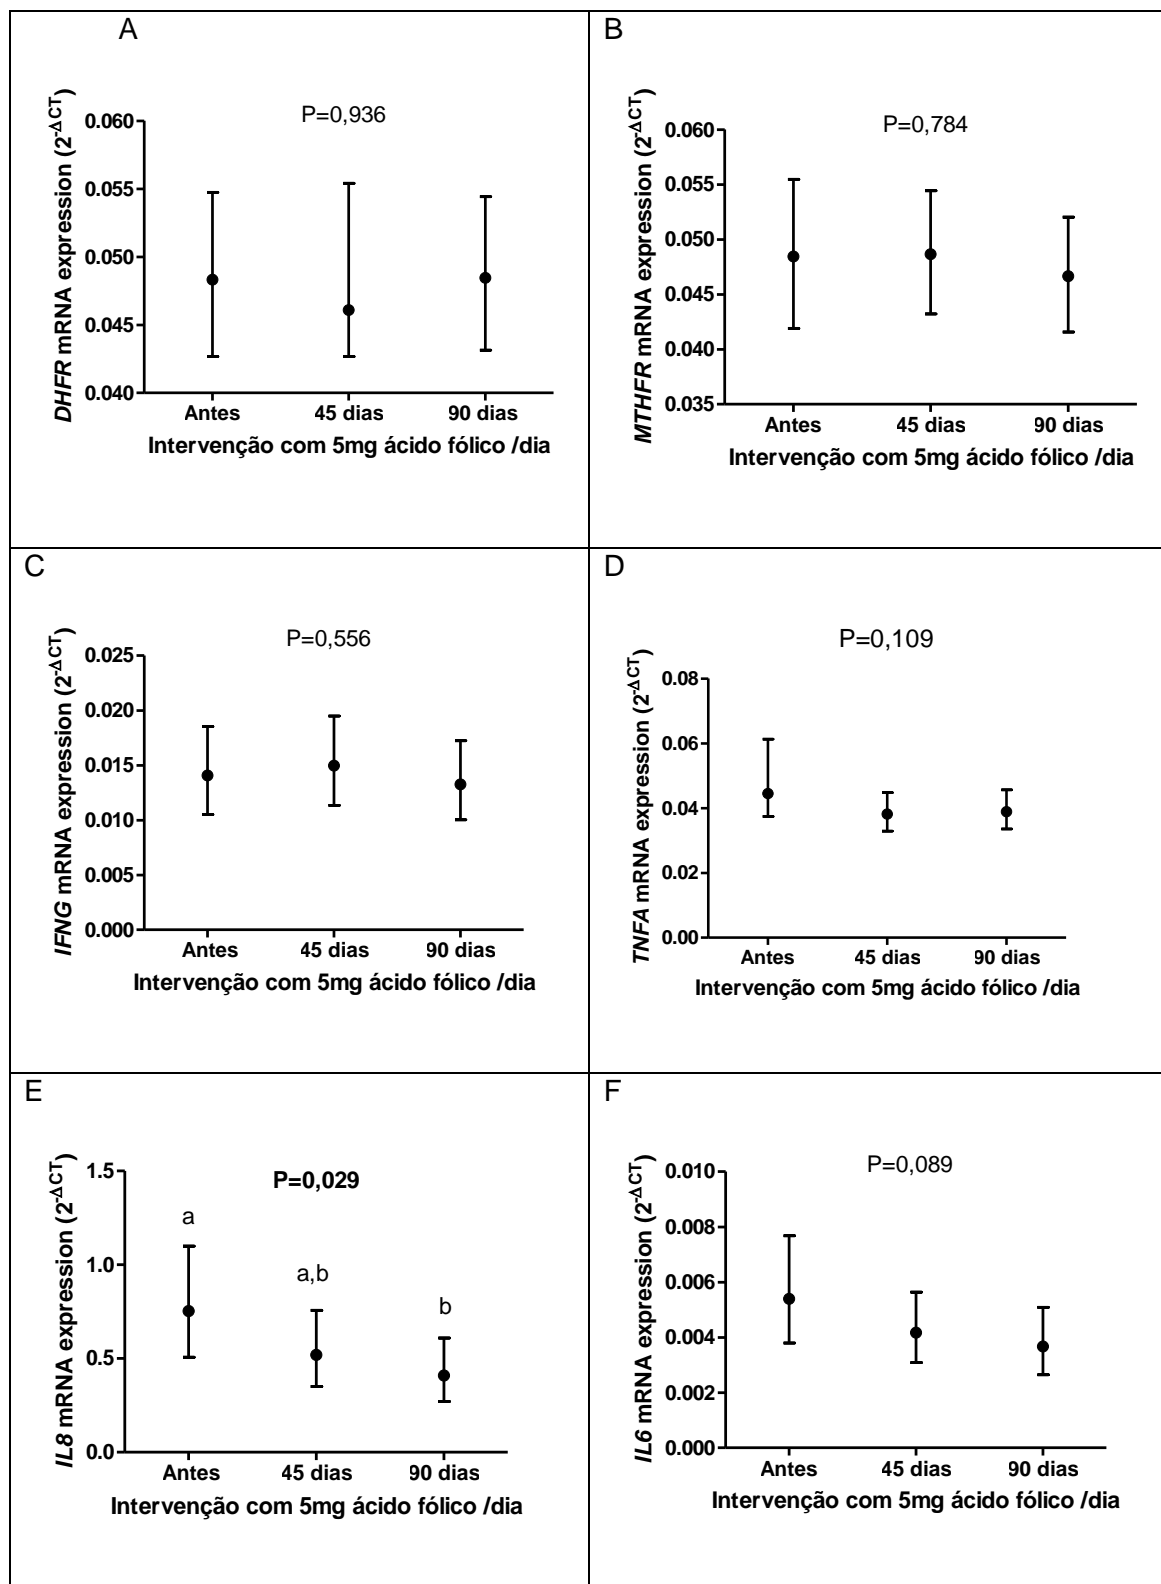 A
P=0,936
DHFR mRNA expression (2-ΔCT)
0.060
0.055
0.050
0.045
0.040
Antes 45 dias 90 dias
Intervenção com 5mg ácido fólico /dia
B
P=0,784
MTHFR mRNA expression (2-ΔCT)
0.060
0.055
0.050
0.045
0.040
0.035
Antes 45 dias 90 dias
Intervenção com 5mg ácido fólico /dia
C
P=0,556
IFNG mRNA expression (2-ΔCT)
0.025
0.020
0.015
0.010
0.005
0.000
Antes 45 dias 90 dias
Intervenção com 5mg ácido fólico /dia
D
P=0,109
TNFA mRNA expression (2-ΔCT)
0.08
0.06
0.04
0.02
0.00
Antes 45 dias 90 dias
Intervenção com 5mg ácido fólico /dia
E
P=0,029
IL8 mRNA expression (2-ΔCT)
1.5
1.0
0.5
0.0
a
a,b
b
Antes 45 dias 90 dias
Intervenção com 5mg ácido fólico /dia
F
P=0,089
IL6 mRNA expression (2-ΔCT)
0.010
0.008
0.006
0.004
0.002
0.000
Antes 45 dias 90 dias
Intervenção com 5mg ácido fólico /dia